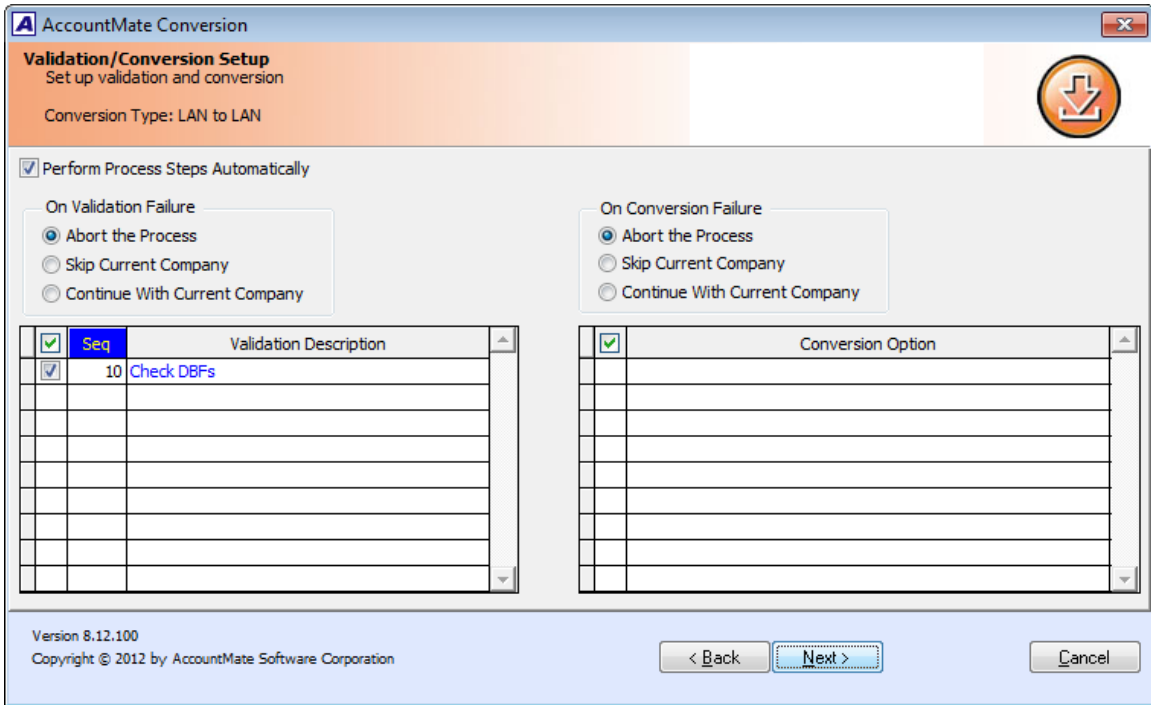 A AccountMate Conversion
Validation/Conversion Setup
Set up validation and conversion
Conversion Type: LAN to LAN
Perform Process Steps Automatically
On Validation Failure
Abort the Process
Skip Current Company
Continue With Current Company
On Conversion Failure
Abort the Process
Skip Current Company
Continue With Current Company
Seq Validation Description
10 Check DBFs
Conversion Option
Version 8.12.100
Copyright © 2012 by AccountMate Software Corporation
< Back Next > Cancel